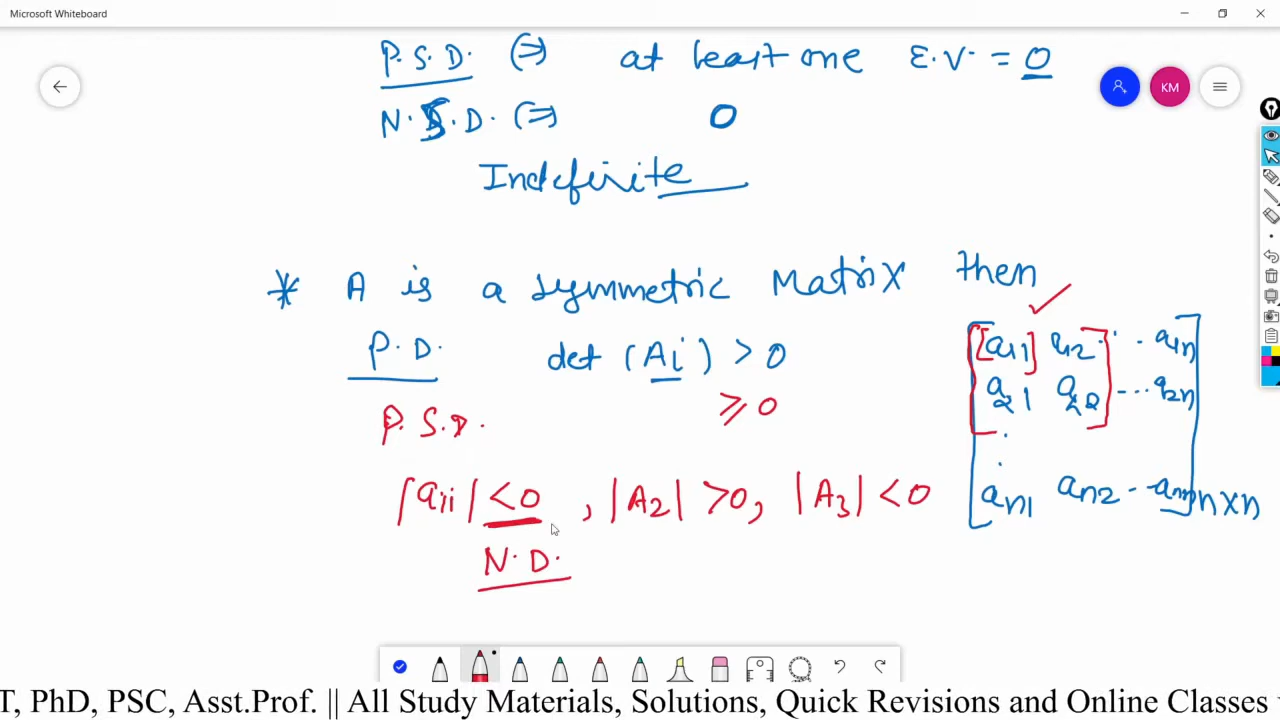 Microsoft Whiteboard
P. S. D. (⇒) at least one E.V. = 0
KM
N. S. D. (⇒) 0
Indefinite
* A is a symmetric Matrix then
P. D. det (Ai) > 0
P. S. D. ≥ 0
[a11] a12 . . . a1n
a21 a22 --- a2n
.
.
an1 an2 -- ann n×n
|a11| < 0 , |A2| > 0, |A3| < 0
N. D.
T, PhD, PSC, Asst.Prof. || All Study Materials, Solutions, Quick Revisions and Online Classes